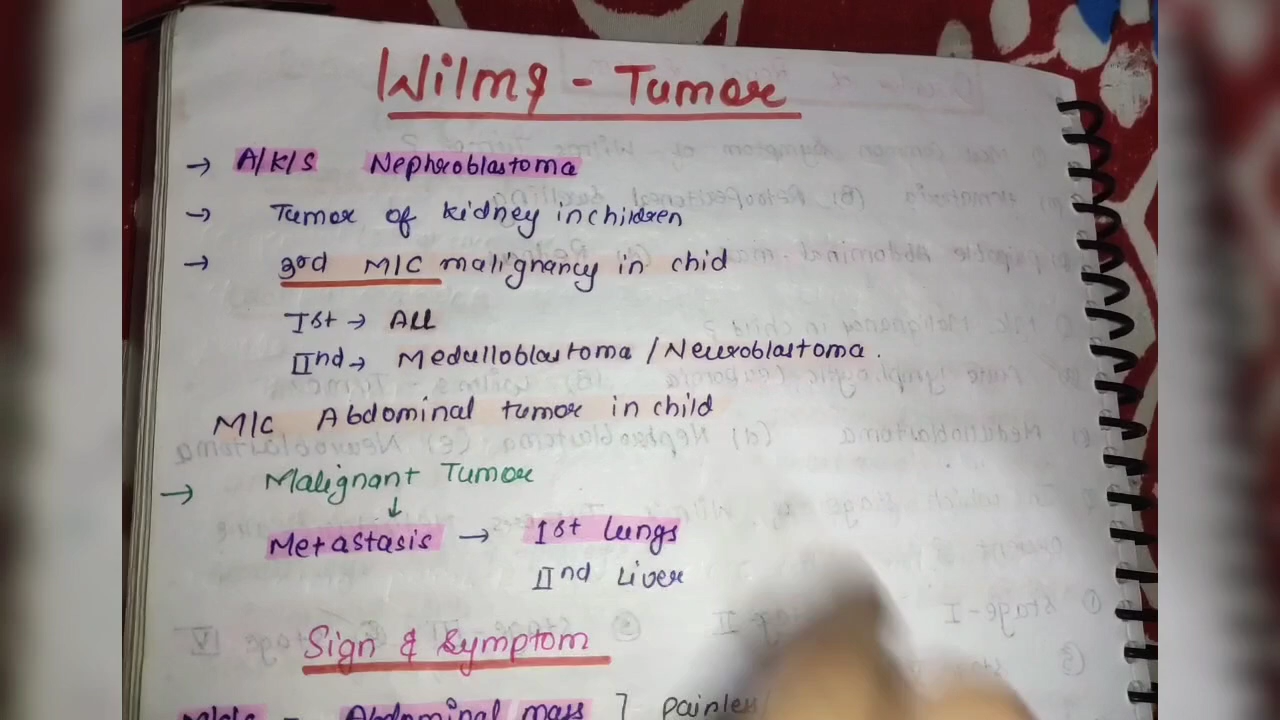 Wilms - Tumor
→ A/K/S Nephroblastoma
→ Tumor of kidney in children
→ 3rd M/C malignancy in chid
Ist → All
IInd → Medulloblastoma / Neuroblastoma.
M/C Abdominal tumor in child
→ Malignant Tumor
↓
Metastasis → Ist lungs
IInd Liver
Sign & Symptom
- Abdominal mass ] painless